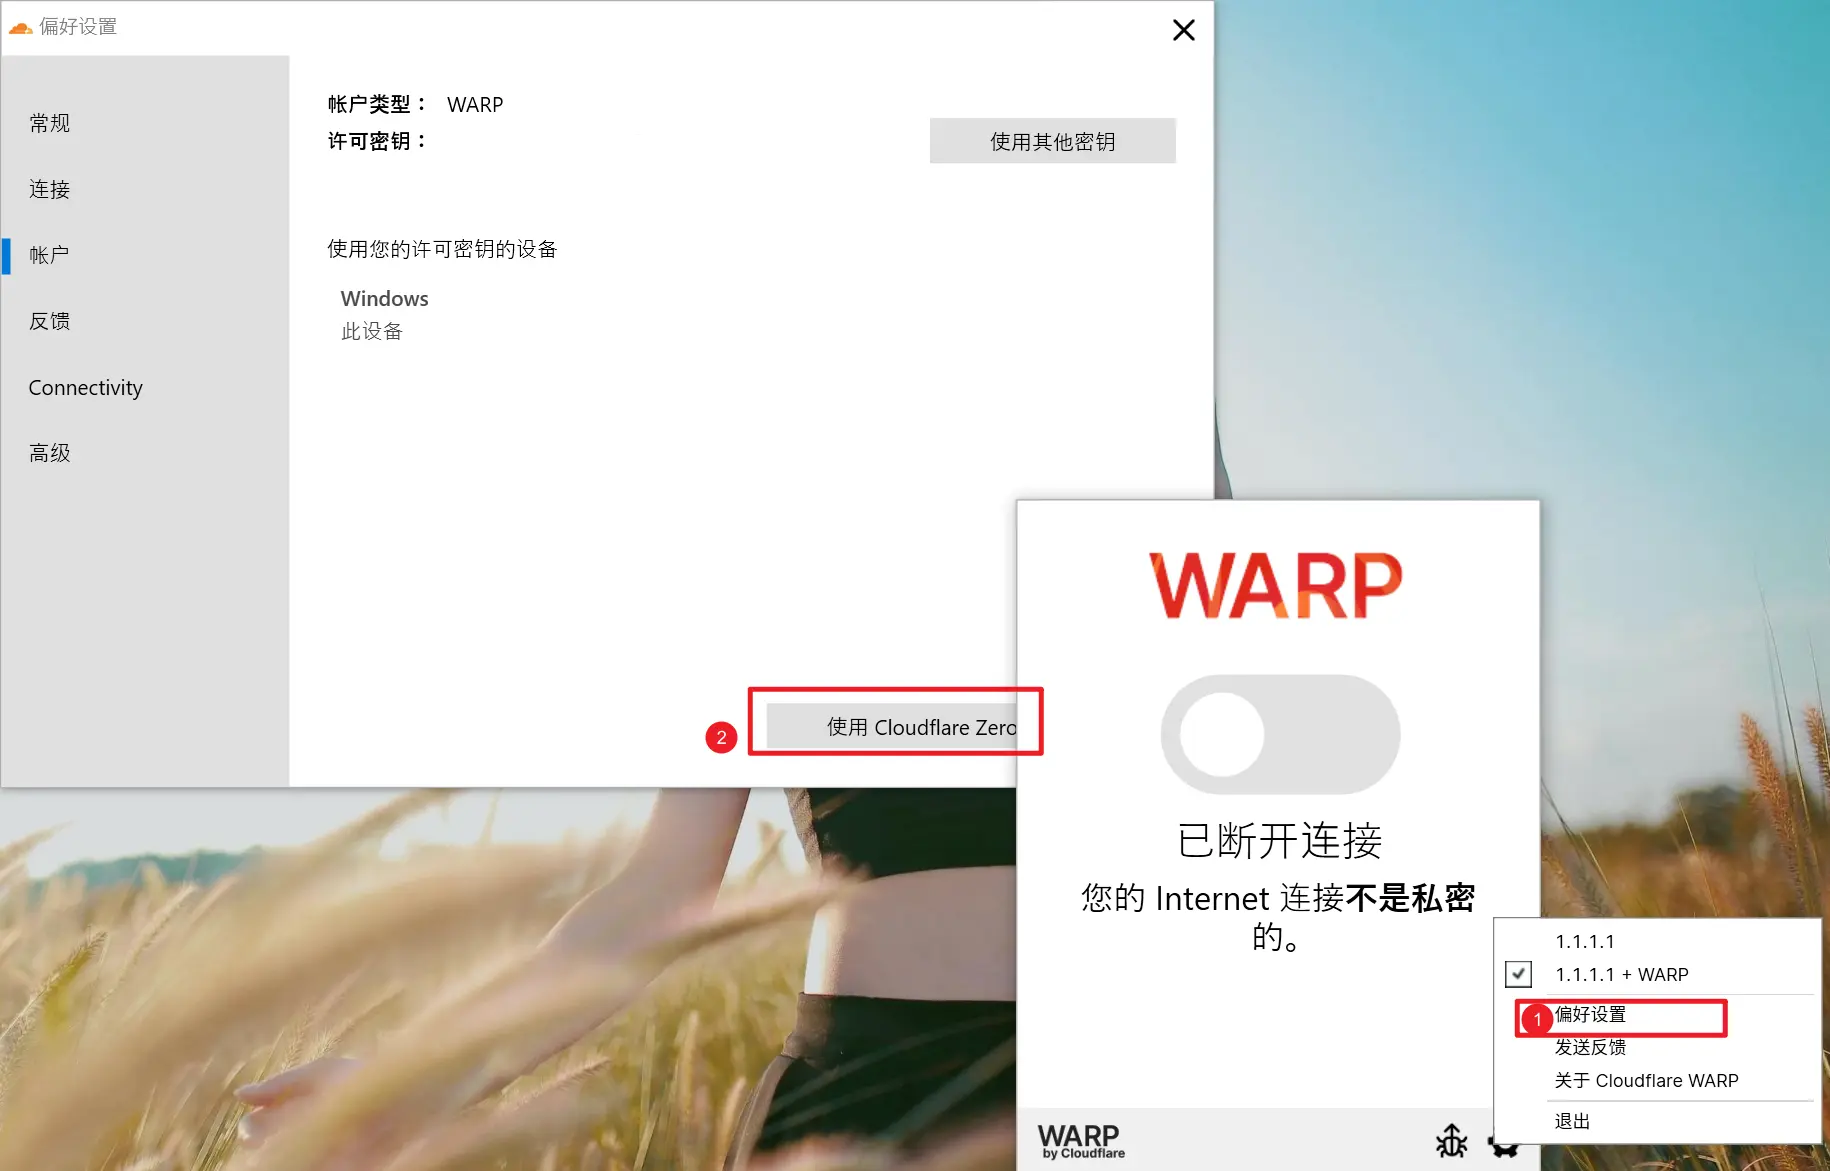 偏好设置
常规
连接
帐户
反馈
Connectivity
高级
帐户类型： WARP
许可密钥：
使用其他密钥
使用您的许可密钥的设备
Windows
此设备
2
使用 Cloudflare Zero
WARP
已断开连接
您的 Internet 连接不是私密
的。
WARP
by Cloudflare
1.1.1.1
1.1.1.1 + WARP
1
偏好设置
发送反馈
关于 Cloudflare WARP
退出